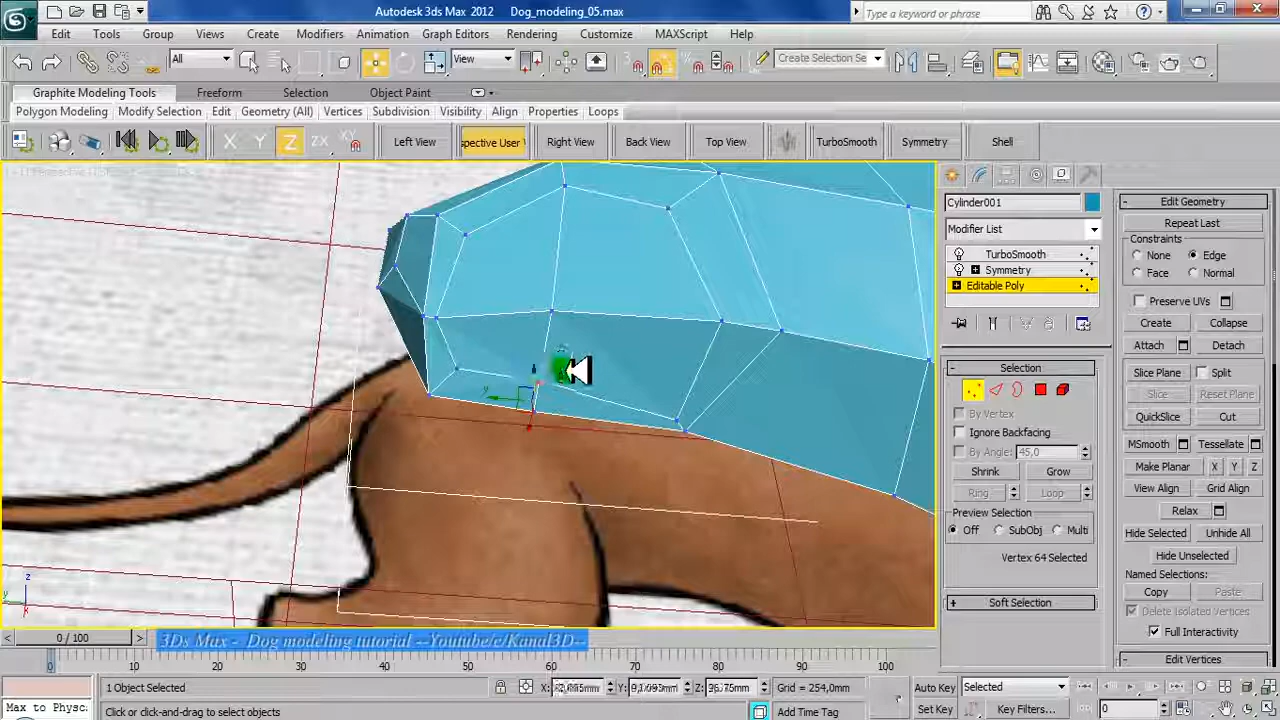 Autodesk 3ds Max 2012 Dog_modeling_05.max
Type a keyword or phrase
Edit Tools Group Views Create Modifiers Animation Graph Editors Rendering Customize MAXScript Help
All View Create Selection Se
Graphite Modeling Tools Freeform Selection Object Paint
Polygon Modeling Modify Selection Edit Geometry (All) Vertices Subdivision Visibility Align Properties Loops
X Y Z ZX XY Left View spective User V Right View Back View Top View TurboSmooth Symmetry Shell
Cylinder001
Modifier List
TurboSmooth
Symmetry
Editable Poly
- Selection
By Vertex
Ignore Backfacing
By Angle: 45,0
Shrink Grow
Ring Loop
Preview Selection
Off SubObj Multi
Vertex 64 Selected
+ Soft Selection
- Edit Geometry
Repeat Last
Constraints
None Edge
Face Normal
Preserve UVs
Create Collapse
Attach Detach
Slice Plane Split
Slice Reset Plane
QuickSlice Cut
MSmooth Tessellate
Make Planar X Y Z
View Align Grid Align
Relax
Hide Selected Unhide All
Hide Unselected
Named Selections:
Copy Paste
Delete Isolated Vertices
Full Interactivity
- Edit Vertices
y z
z
y x
< 0 / 100 > 3Ds Max - Dog modeling tutorial --Youtube/c/Kanal3D--
0 10 20 30 40 50 60 70 80 90 100
1 Object Selected X: Y: Z: Grid = 254,0mm Auto Key Selected
Max to Physc Click or click-and-drag to select objects Add Time Tag Set Key Key Filters... 0